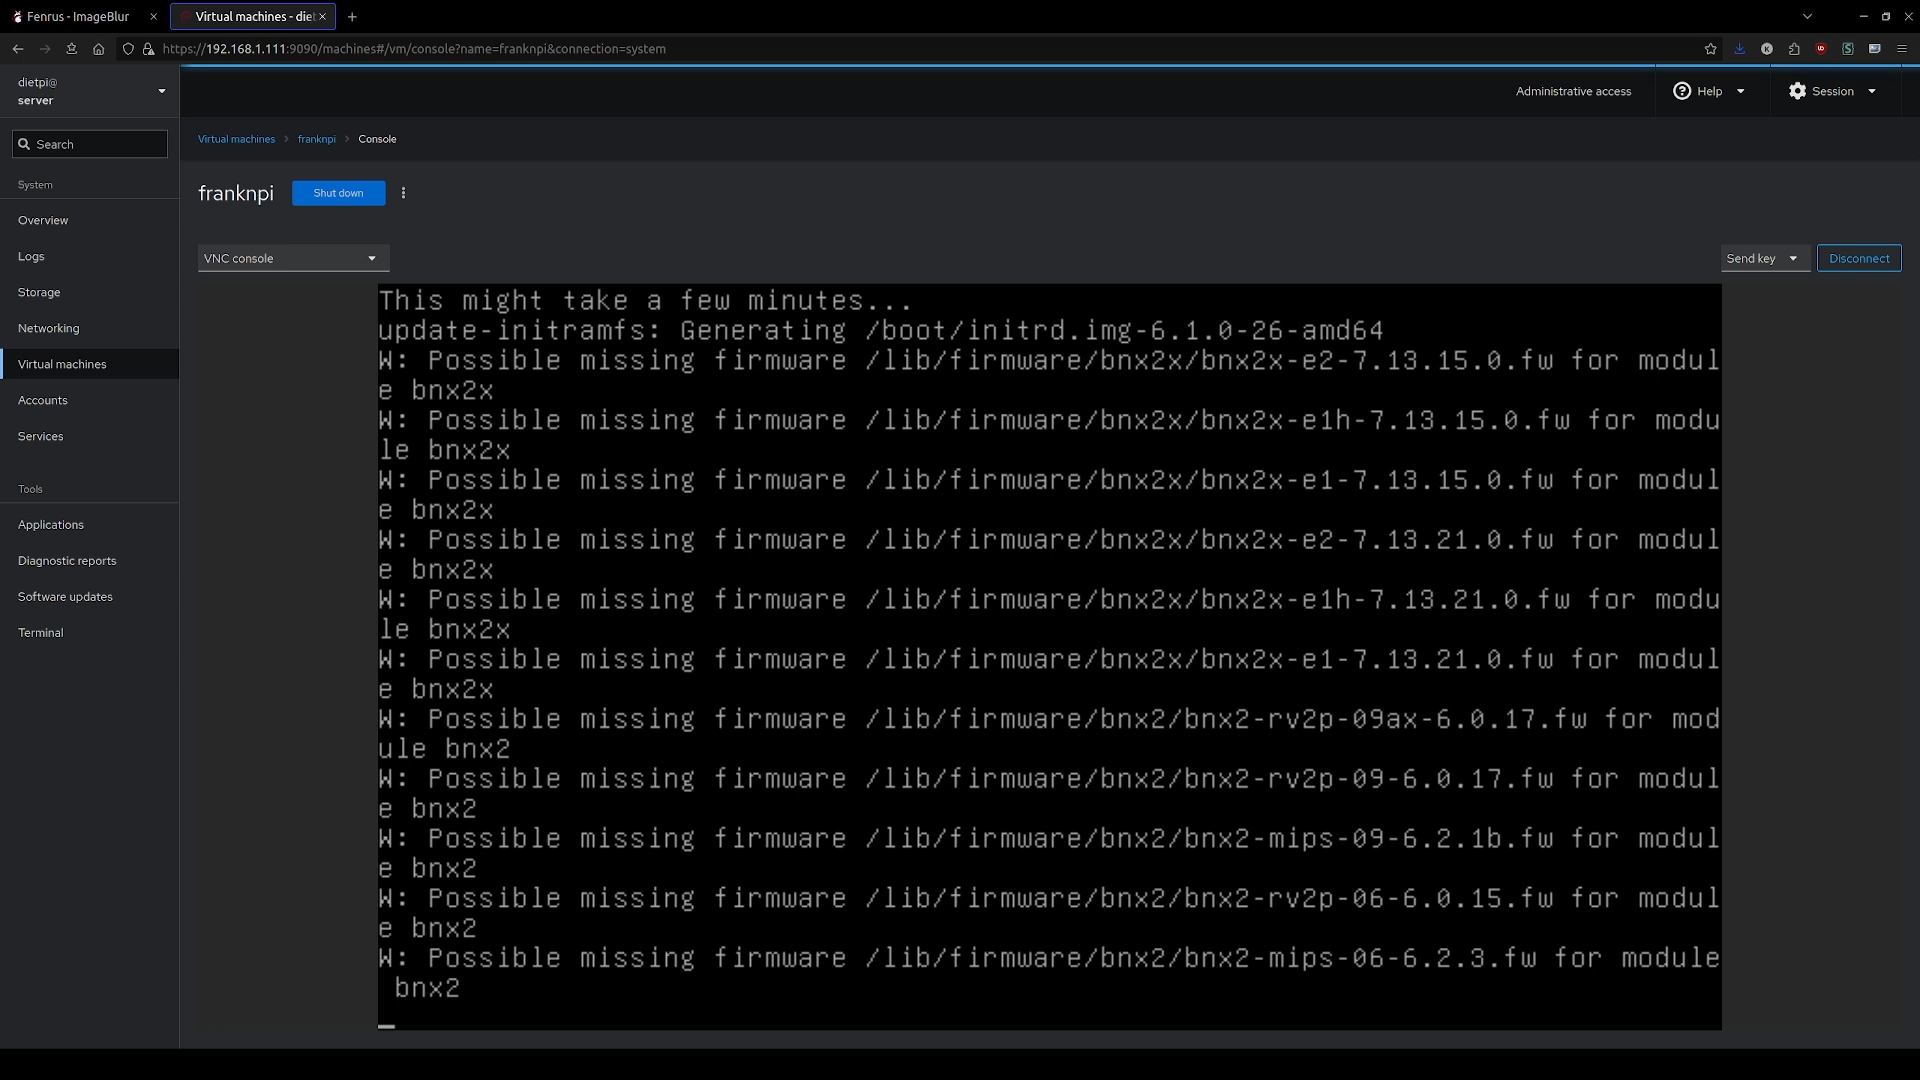 Fenrus - ImageBlur
Virtual machines - diet
https://192.168.1.111:9090/machines#/vm/console?name=franknpi&connection=system
dietpi@
server
Administrative access
Help
Session
Search
Virtual machines > franknpi > Console
System
franknpi
Shut down
Overview
Logs
VNC console
Send key
Disconnect
Storage
Networking
Virtual machines
Accounts
Services
Tools
Applications
Diagnostic reports
Software updates
Terminal
This might take a few minutes...
update-initramfs: Generating /boot/initrd.img-6.1.0-26-amd64
W: Possible missing firmware /lib/firmware/bnx2x/bnx2x-e2-7.13.15.0.fw for modul
e bnx2x
W: Possible missing firmware /lib/firmware/bnx2x/bnx2x-e1h-7.13.15.0.fw for modu
le bnx2x
W: Possible missing firmware /lib/firmware/bnx2x/bnx2x-e1-7.13.15.0.fw for modul
e bnx2x
W: Possible missing firmware /lib/firmware/bnx2x/bnx2x-e2-7.13.21.0.fw for modul
e bnx2x
W: Possible missing firmware /lib/firmware/bnx2x/bnx2x-e1h-7.13.21.0.fw for modu
le bnx2x
W: Possible missing firmware /lib/firmware/bnx2x/bnx2x-e1-7.13.21.0.fw for modul
e bnx2x
W: Possible missing firmware /lib/firmware/bnx2/bnx2-rv2p-09ax-6.0.17.fw for mod
ule bnx2
W: Possible missing firmware /lib/firmware/bnx2/bnx2-rv2p-09-6.0.17.fw for modul
e bnx2
W: Possible missing firmware /lib/firmware/bnx2/bnx2-mips-09-6.2.1b.fw for modul
e bnx2
W: Possible missing firmware /lib/firmware/bnx2/bnx2-rv2p-06-6.0.15.fw for modul
e bnx2
W: Possible missing firmware /lib/firmware/bnx2/bnx2-mips-06-6.2.3.fw for module
 bnx2